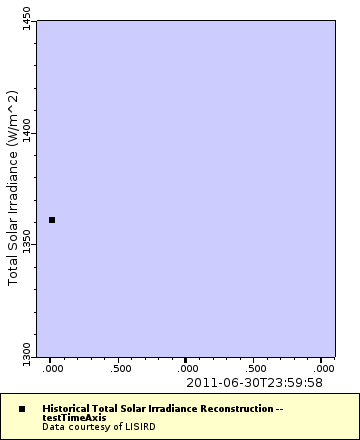 1450
1400
1350
1300
Total Solar Irradiance (W/m^2)
.000 .500 .000 .500 .000
2011-06-30T23:59:58
Historical Total Solar Irradiance Reconstruction --
testTimeAxis
Data courtesy of LISIRD